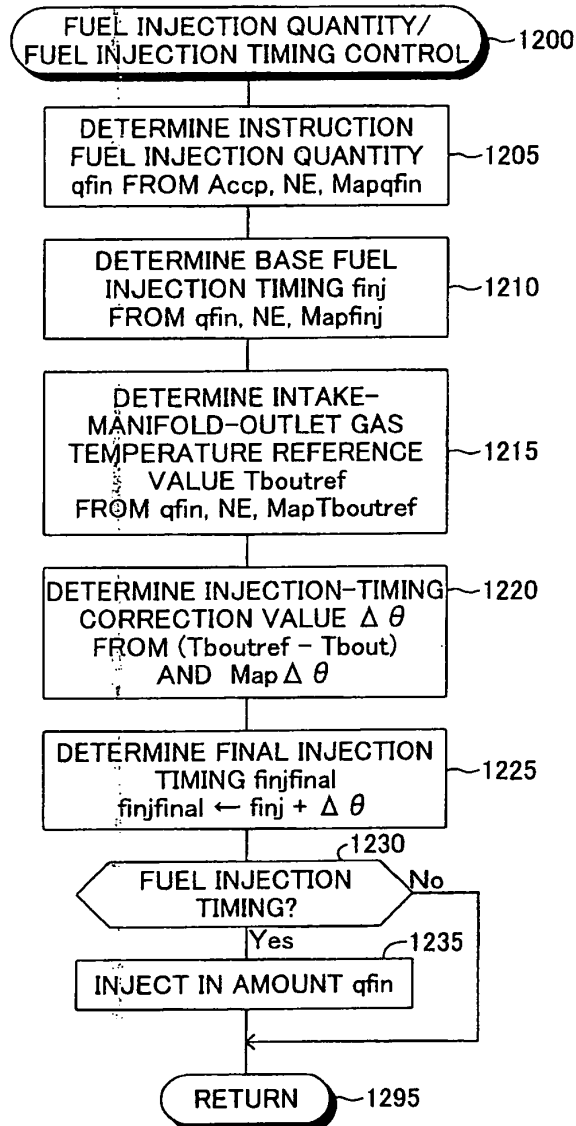 FUEL INJECTION QUANTITY/
FUEL INJECTION TIMING CONTROL
1200
DETERMINE INSTRUCTION
FUEL INJECTION QUANTITY
qfin FROM Accp, NE, Mapqfin
1205
DETERMINE BASE FUEL
INJECTION TIMING finj
FROM qfin, NE, Mapfinj
1210
DETERMINE INTAKE-
MANIFOLD-OUTLET GAS
TEMPERATURE REFERENCE
VALUE Tboutref
FROM qfin, NE, MapTboutref
1215
DETERMINE INJECTION-TIMING
CORRECTION VALUE Δ θ
FROM (Tboutref - Tbout)
AND Map Δ θ
1220
DETERMINE FINAL INJECTION
TIMING finjfinal
finjfinal ← finj + Δ θ
1225
1230
FUEL INJECTION
TIMING?
No
Yes
1235
INJECT IN AMOUNT qfin
RETURN
1295